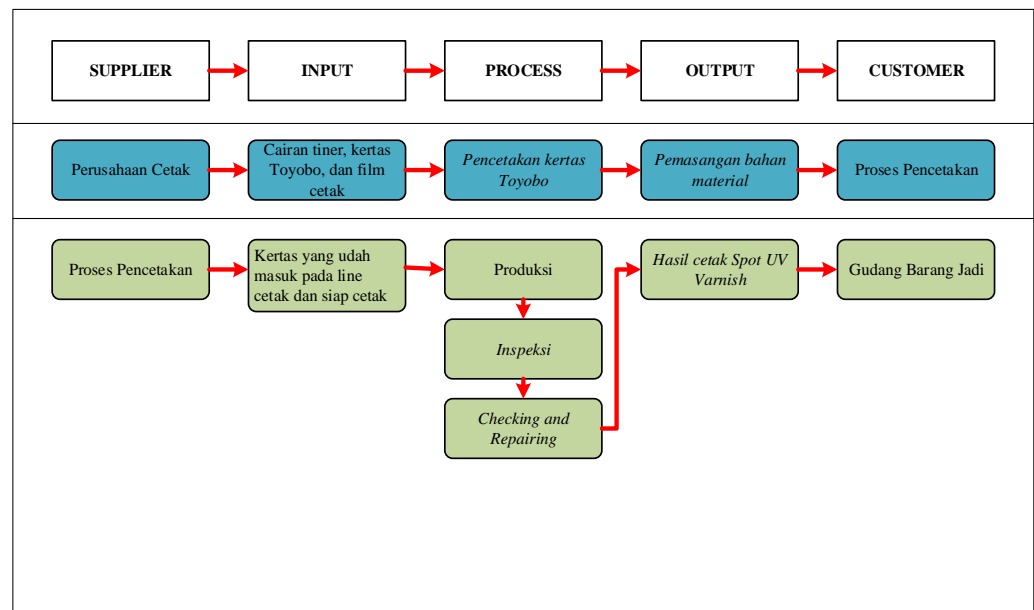 SUPPLIER
INPUT
PROCESS
OUTPUT
CUSTOMER
Perusahaan Cetak
Cairan tiner, kertas
Toyobo, dan film
cetak
Pencetakan kertas
Toyobo
Pemasangan bahan
material
Proses Pencetakan
Proses Pencetakan
Kertas yang udah
masuk pada line
cetak dan siap cetak
Produksi
Inspeksi
Checking and
Repairing
Hasil cetak Spot UV
Varnish
Gudang Barang Jadi